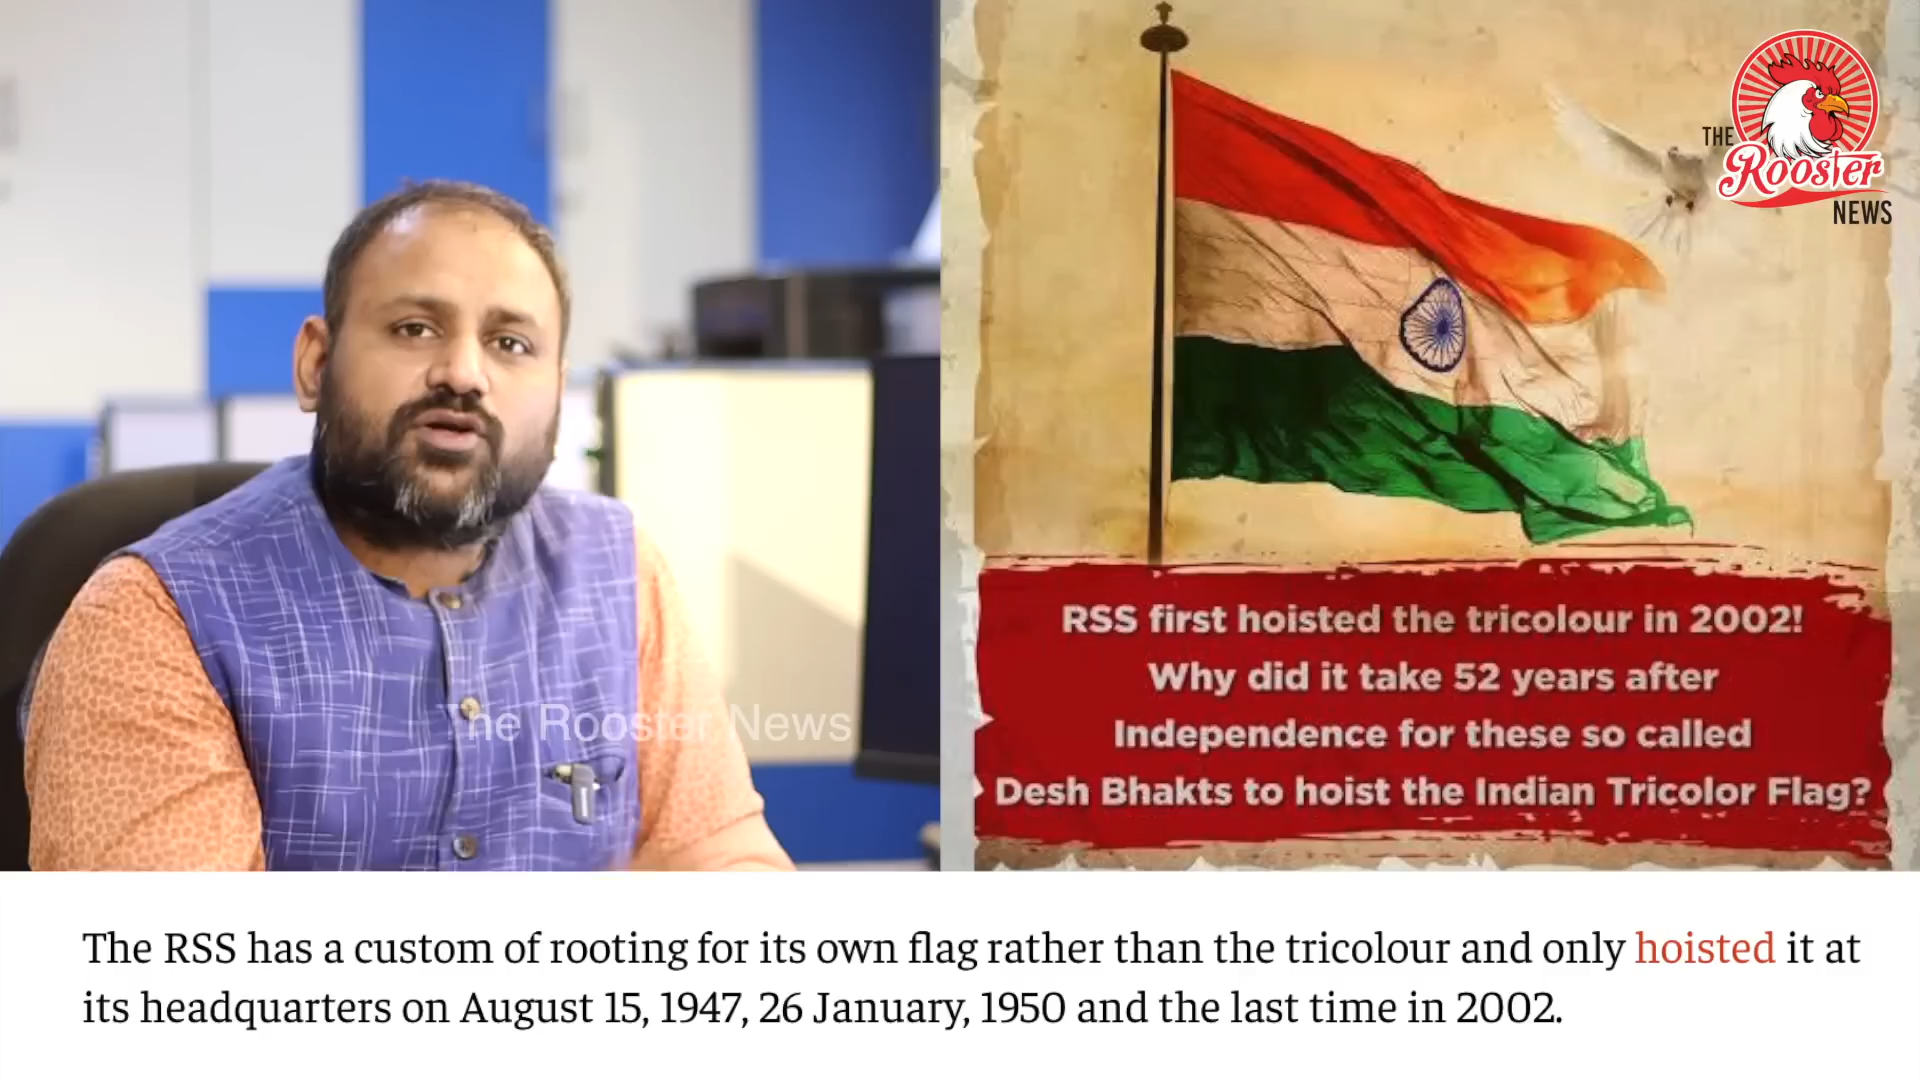 THE
Rooster
NEWS
RSS first hoisted the tricolour in 2002!
Why did it take 52 years after
Independence for these so called
Desh Bhakts to hoist the Indian Tricolor Flag?
The Rooster News
The RSS has a custom of rooting for its own flag rather than the tricolour and only hoisted it at
its headquarters on August 15, 1947, 26 January, 1950 and the last time in 2002.